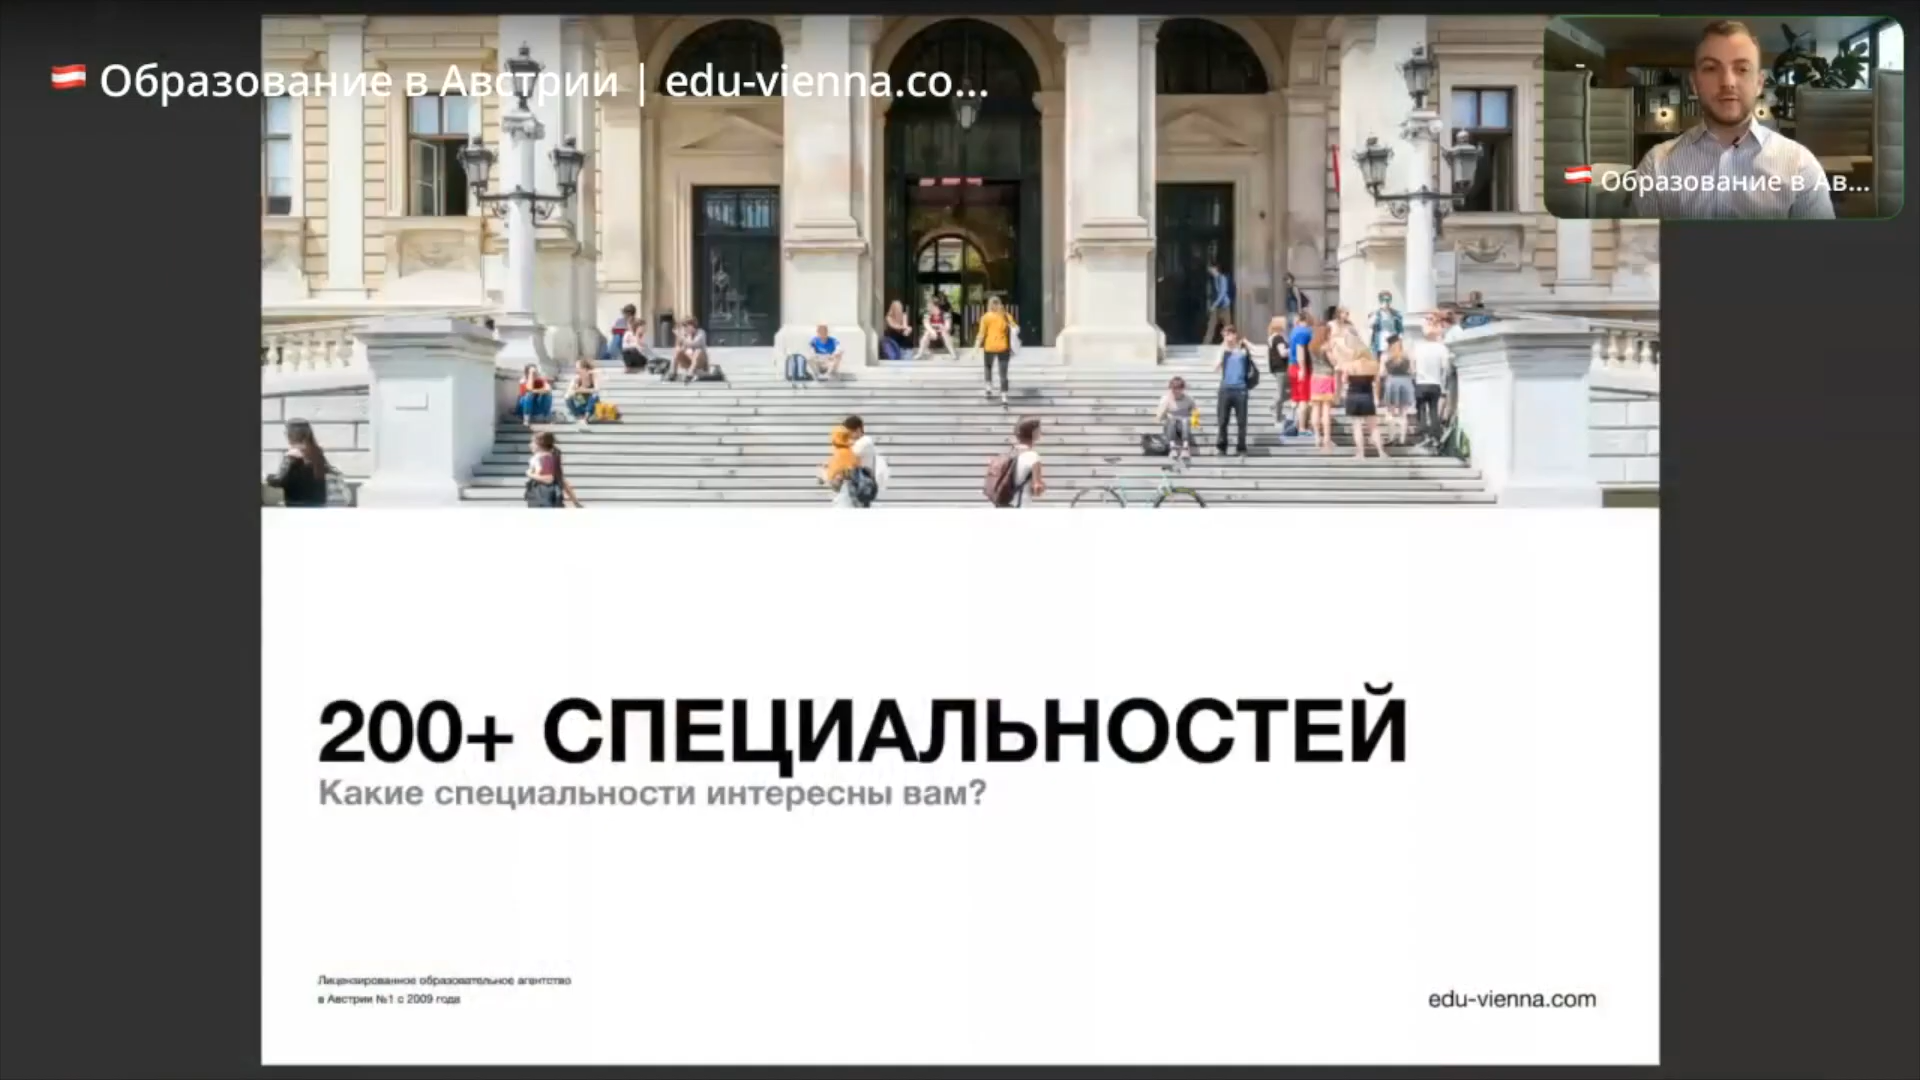 Образование в Австрии | edu-vienna.co...
Образование в Ав...
200+ СПЕЦИАЛЬНОСТЕЙ
Какие специальности интересны вам?
Лицензированное образовательное агентство
в Австрии №1 с 2009 года
edu-vienna.com